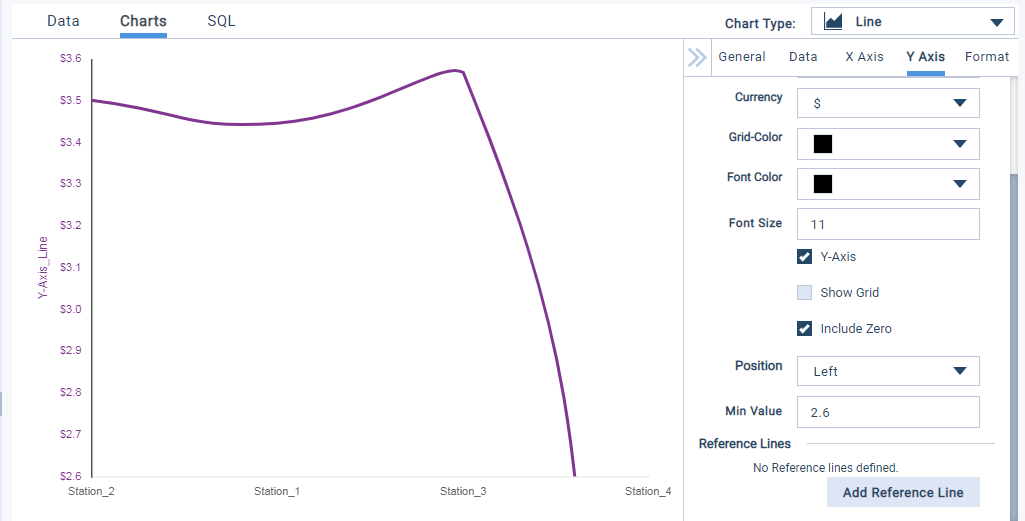 Data Charts SQL
Chart Type: Line
General Data X Axis Y Axis Format
$3.6
$3.5
$3.4
$3.3
$3.2
$3.1
$3.0
$2.9
$2.8
$2.7
$2.6
Y-Axis_Line
Station_2 Station_1 Station_3 Station_4
Currency $
Grid-Color
Font Color
Font Size 11
Y-Axis
Show Grid
Include Zero
Position Left
Min Value 2.6
Reference Lines
No Reference lines defined.
Add Reference Line